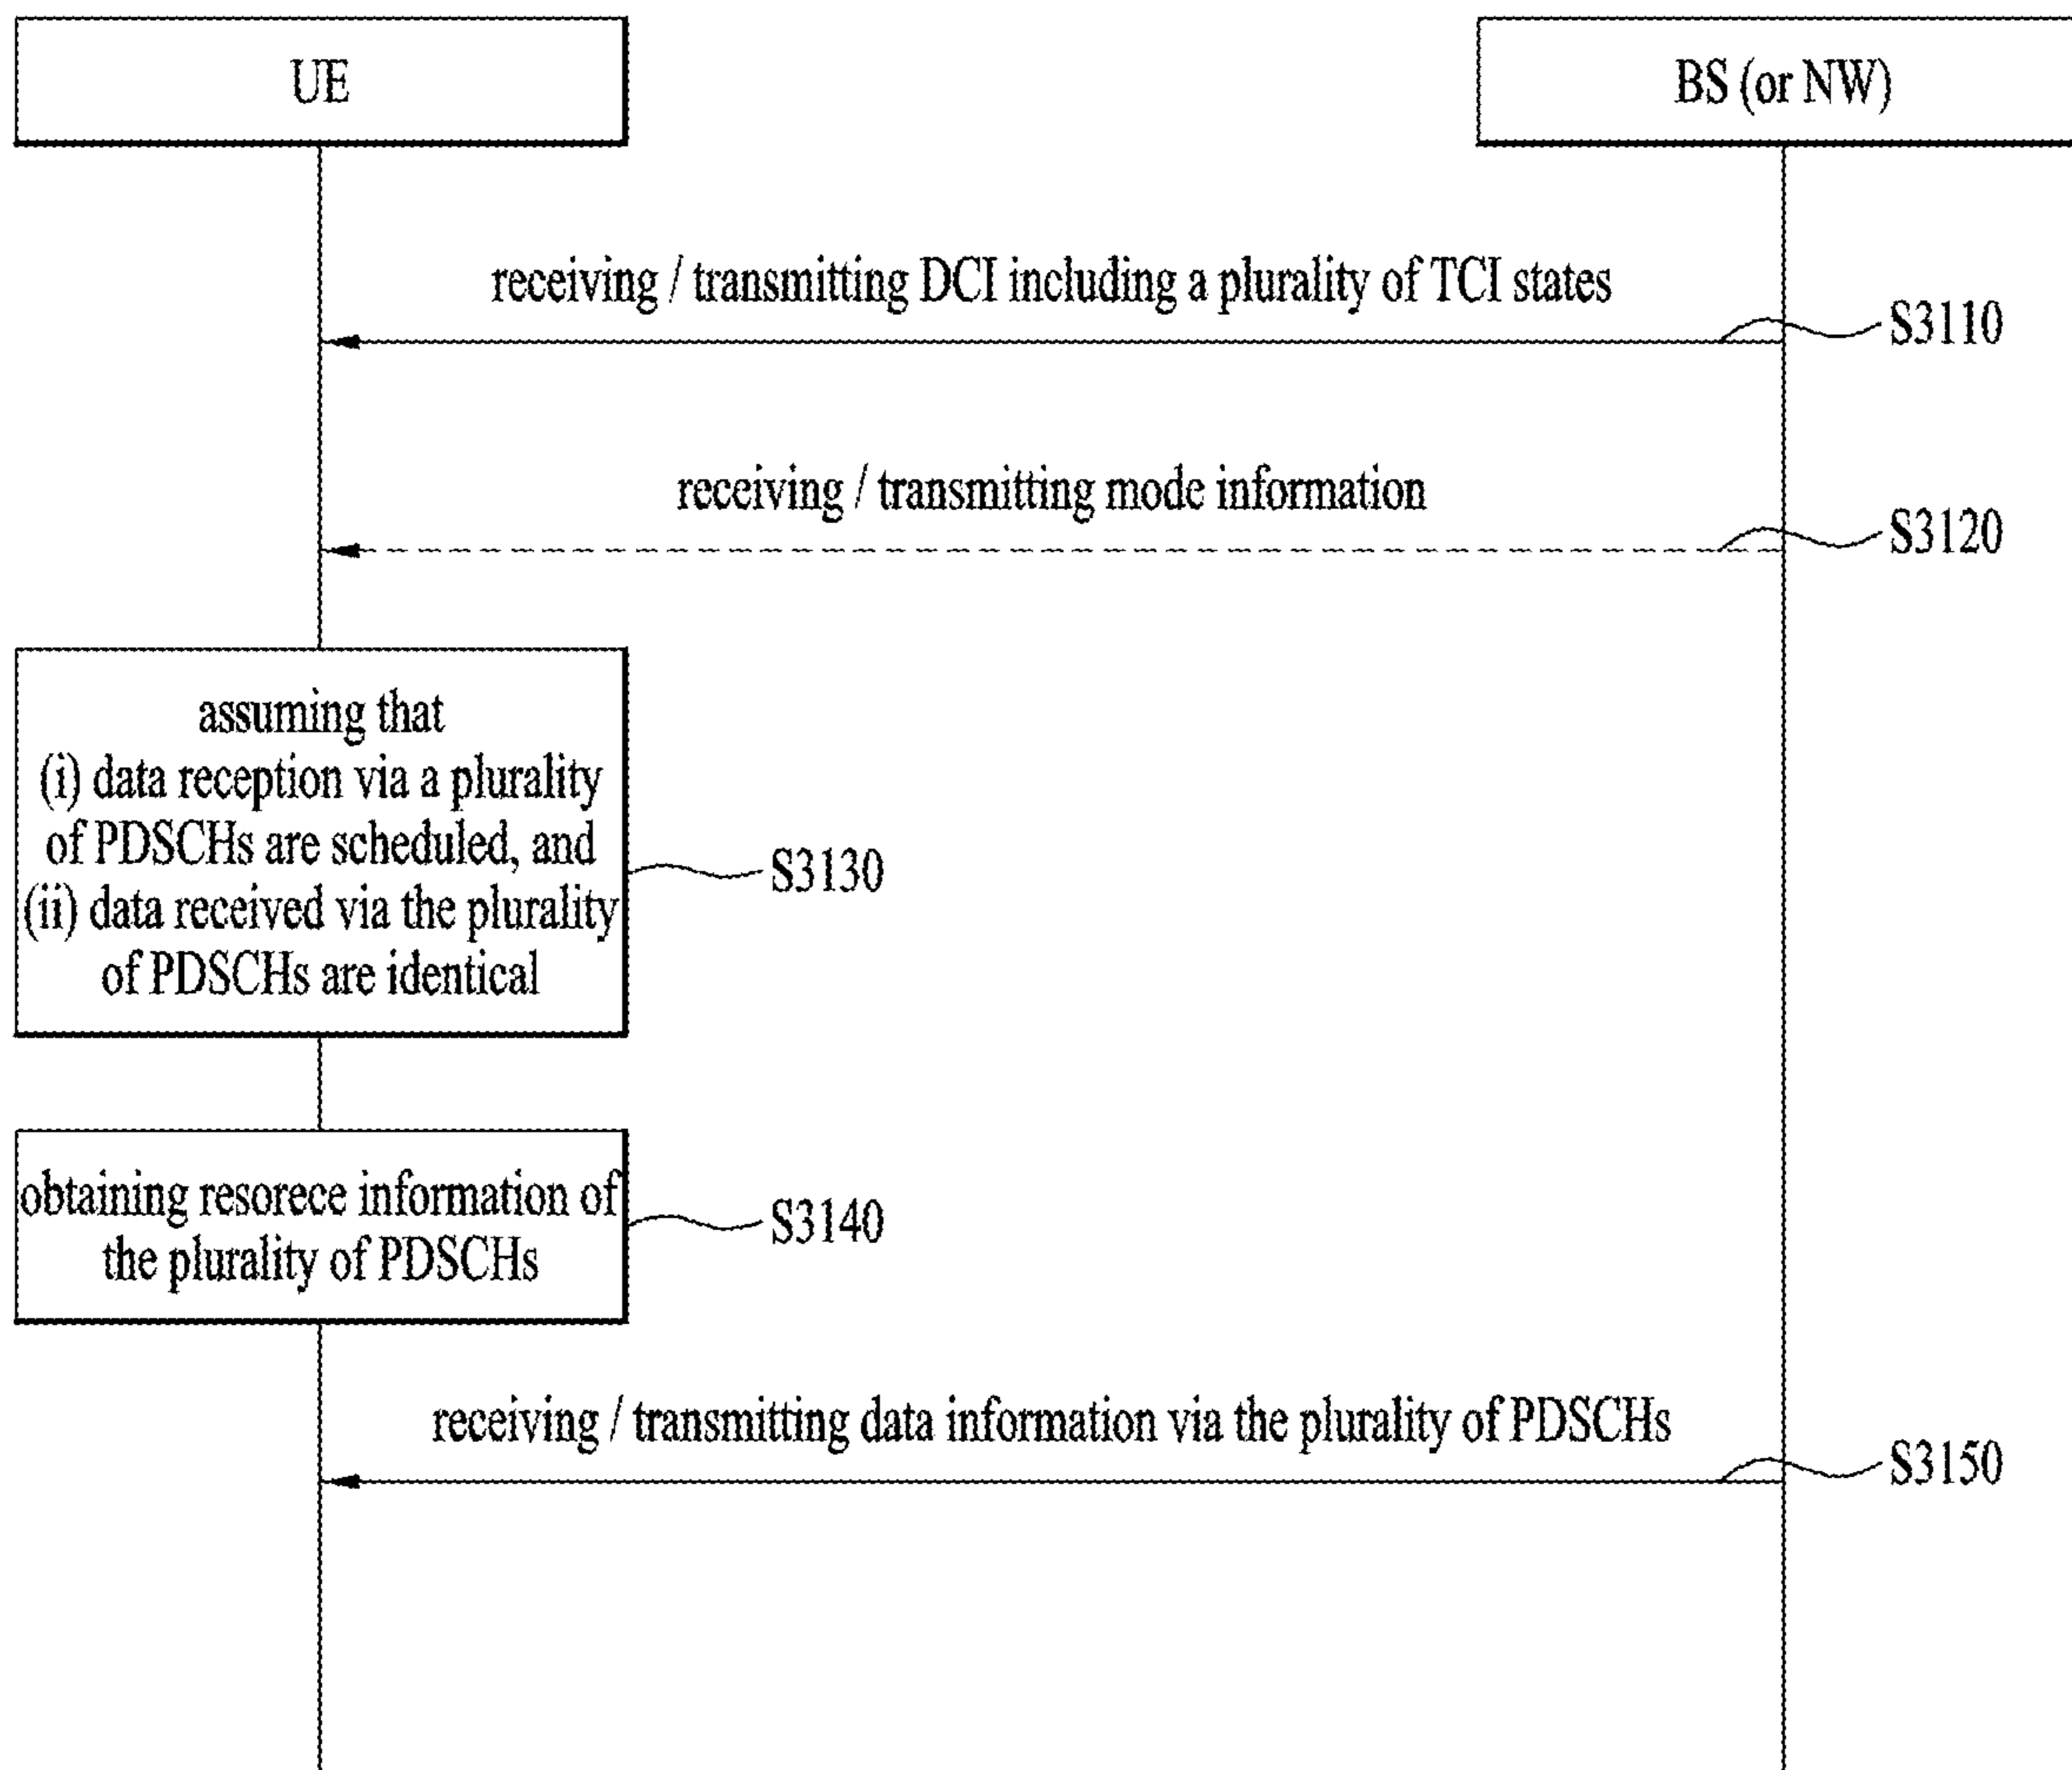 UE
BS (or NW)
receiving / transmitting DCI including a plurality of TCI states
S3110
receiving / transmitting mode information
S3120
assuming that
(i) data reception via a plurality
of PDSCHs are scheduled, and
(ii) data received via the plurality
of PDSCHs are identical
S3130
obtaining resorece information of
the plurality of PDSCHs
S3140
receiving / transmitting data information via the plurality of PDSCHs
S3150